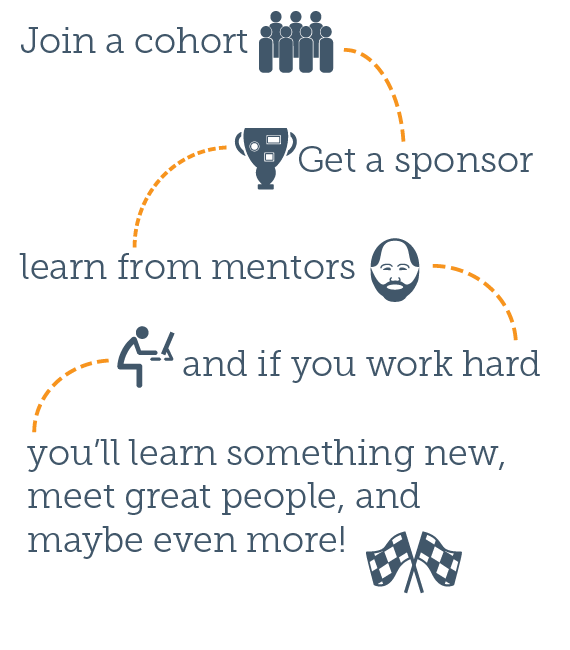 Join a cohort
Get a sponsor
learn from mentors
and if you work hard
you’ll learn something new,
meet great people, and
maybe even more!